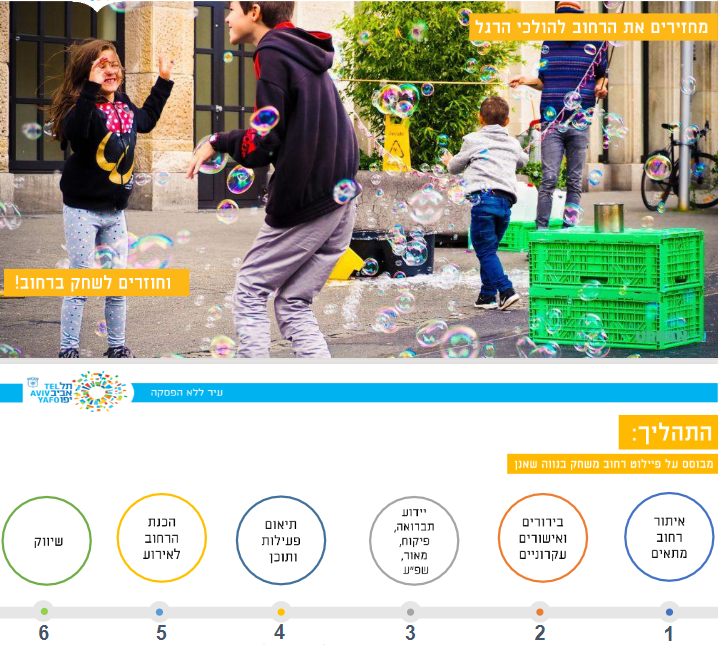 מחזירים את הרחוב להולכי הרגל
וחוזרים לשחק ברחוב!
תל
TEL
אביב
AVIV
יפו
YAFO
עיר ללא הפסקה
התהליך:
מבוסס על פיילוט רחוב משחק בנווה שאנן
איתור
רחוב
מתאים
בירורים
ואישורים
עקרוניים
יידוע
תברואה,
פיקוח,
מאור,
שפ"ע
תיאום
פעילות
ותוכן
הכנת
הרחוב
לאירוע
שיווק
1
2
3
4
5
6